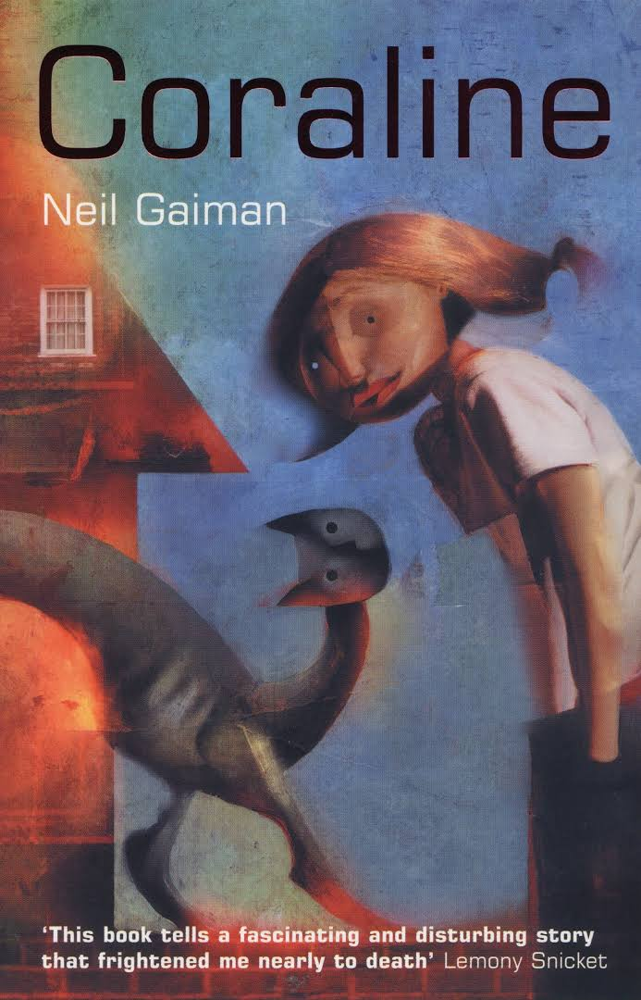 Coraline
Neil Gaiman
‘This book tells a fascinating and disturbing story
that frightened me nearly to death’ Lemony Snicket